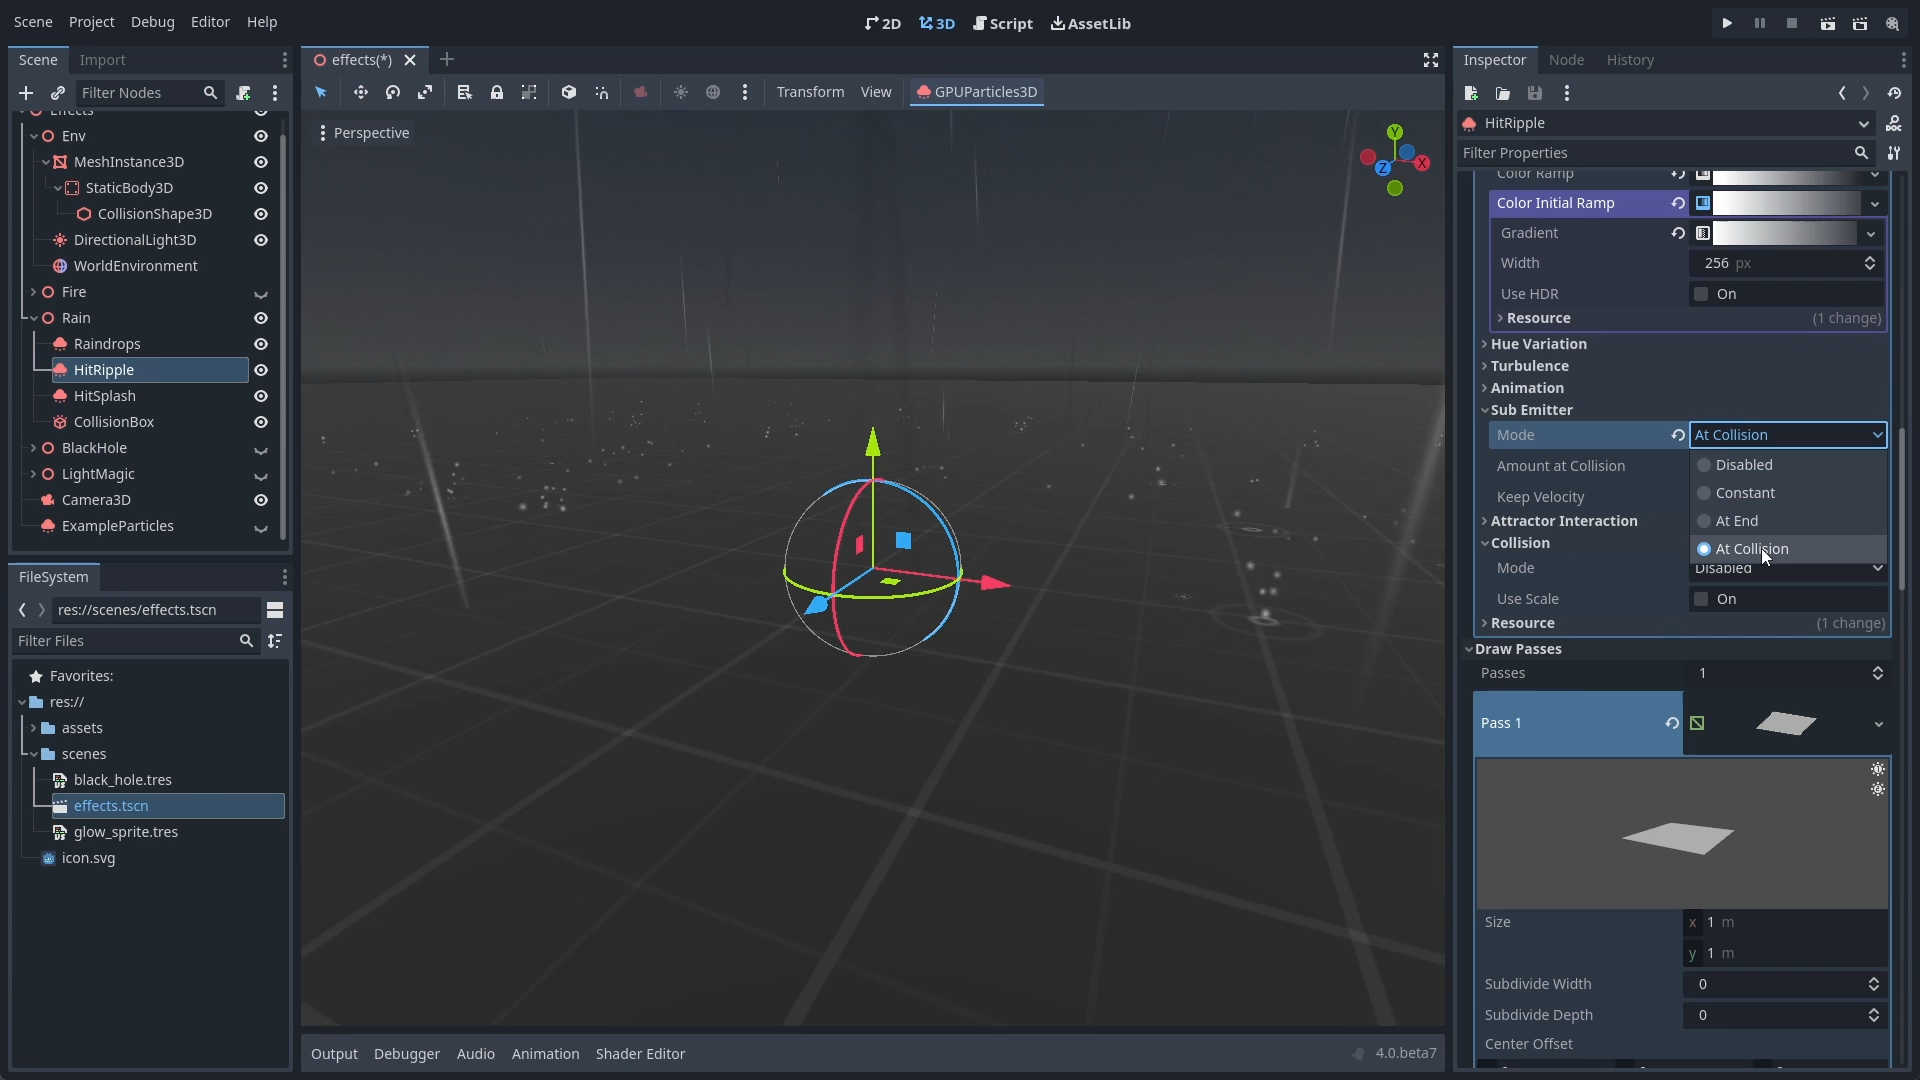 Scene Project Debug Editor Help
2D 3D Script AssetLib
Scene Import
Filter Nodes
Effects
Env
MeshInstance3D
StaticBody3D
CollisionShape3D
DirectionalLight3D
WorldEnvironment
Fire
Rain
Raindrops
HitRipple
HitSplash
CollisionBox
BlackHole
LightMagic
Camera3D
ExampleParticles
FileSystem
res://scenes/effects.tscn
Filter Files
Favorites:
res://
assets
scenes
black_hole.tres
effects.tscn
glow_sprite.tres
icon.svg
effects(*)
Transform View GPUParticles3D
Perspective
Y
X
Z
Output Debugger Audio Animation Shader Editor 4.0.beta7
Inspector Node History
HitRipple
Filter Properties
Color Ramp
Color Initial Ramp
Gradient
Width 256 px
Use HDR On
Resource (1 change)
Hue Variation
Turbulence
Animation
Sub Emitter
Mode At Collision
Disabled
Amount at Collision
Constant
Keep Velocity
At End
Attractor Interaction
Collision At Collision
Mode Disabled
Use Scale On
Resource (1 change)
Draw Passes
Passes 1
Pass 1
Size x 1 m
y 1 m
Subdivide Width 0
Subdivide Depth 0
Center Offset